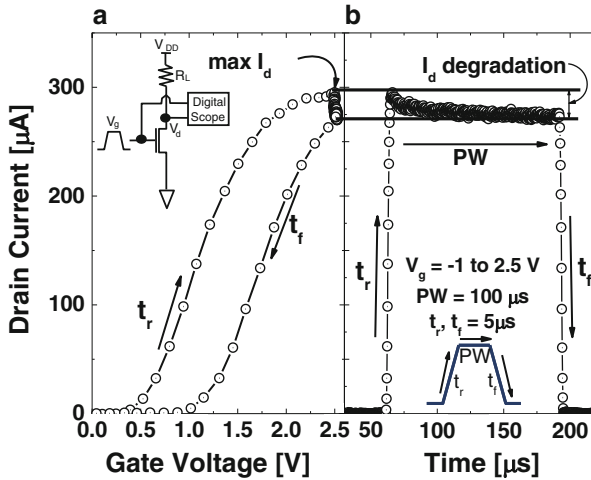 a
b
V_DD
R_L
Digital
Scope
V_g
V_d
max I_d
I_d degradation
PW
t_r
t_f
t_r
t_f
V_g = -1 to 2.5 V
PW = 100 µs
t_r, t_f = 5µs
PW
t_r
t_f
Drain Current [µA]
300
200
100
0
0.0 0.5 1.0 1.5 2.0 2.5
50 100 150 200
Gate Voltage [V]
Time [µs]